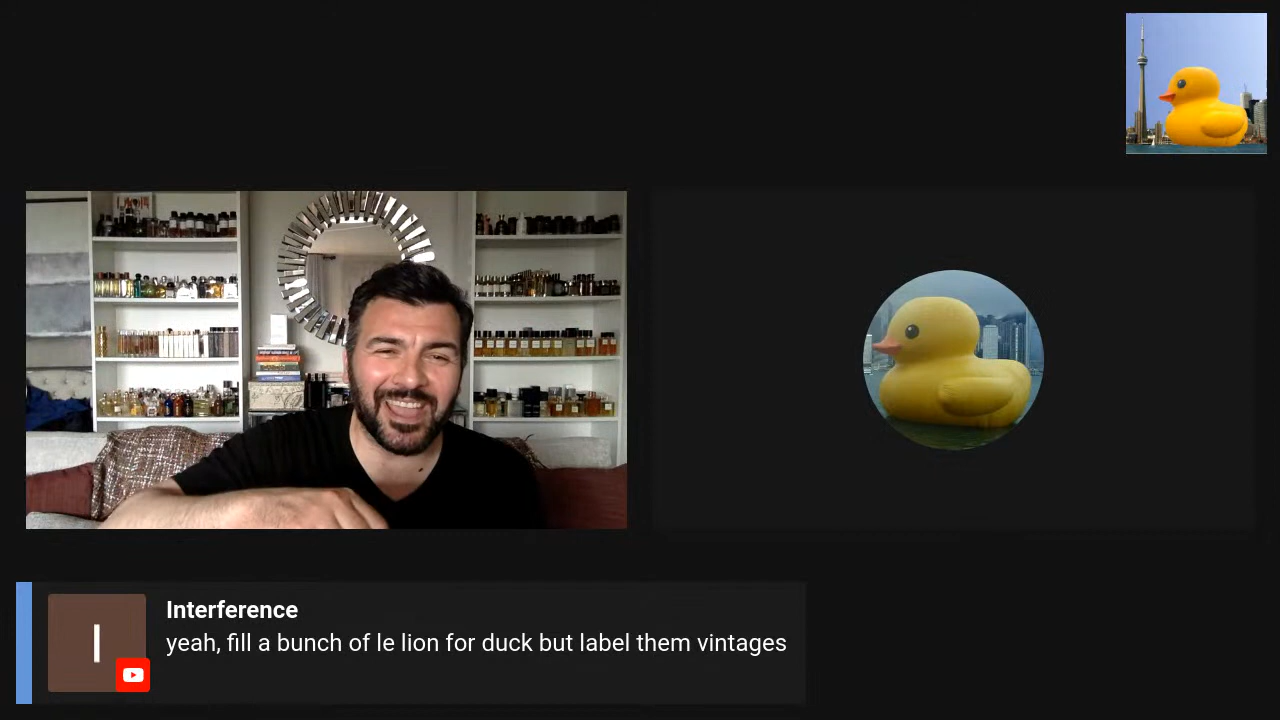 I
Interference
yeah, fill a bunch of le lion for duck but label them vintages